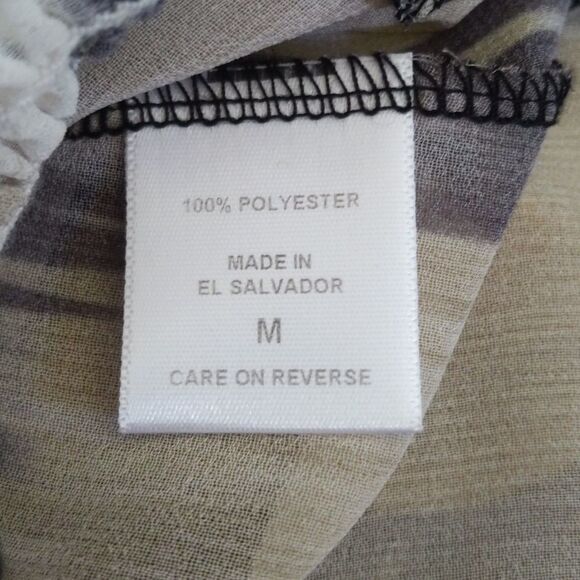 100% POLYESTER
MADE IN
EL SALVADOR
M
CARE ON REVERSE